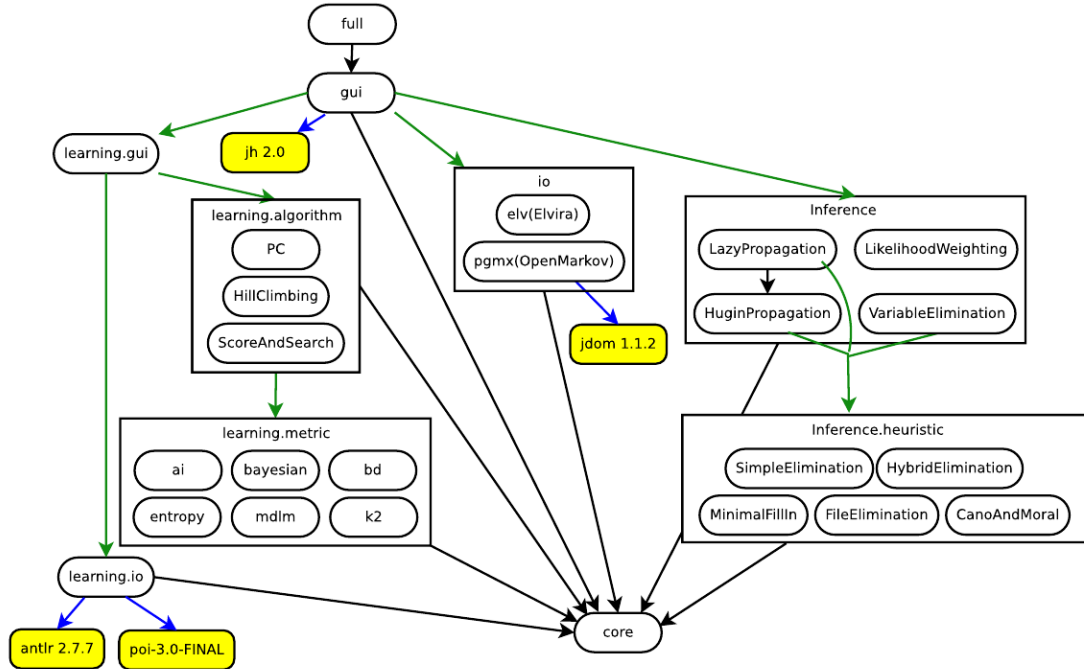 full
gui
learning.gui
jh 2.0
io
elv(Elvira)
pgmx(OpenMarkov)
jdom 1.1.2
learning.algorithm
PC
HillClimbing
ScoreAndSearch
Inference
LazyPropagation
LikelihoodWeighting
HuginPropagation
VariableElimination
learning.metric
ai
bayesian
bd
entropy
mdlm
k2
Inference.heuristic
SimpleElimination
HybridElimination
MinimalFillIn
FileElimination
CanoAndMoral
learning.io
antlr 2.7.7
poi-3.0-FINAL
core